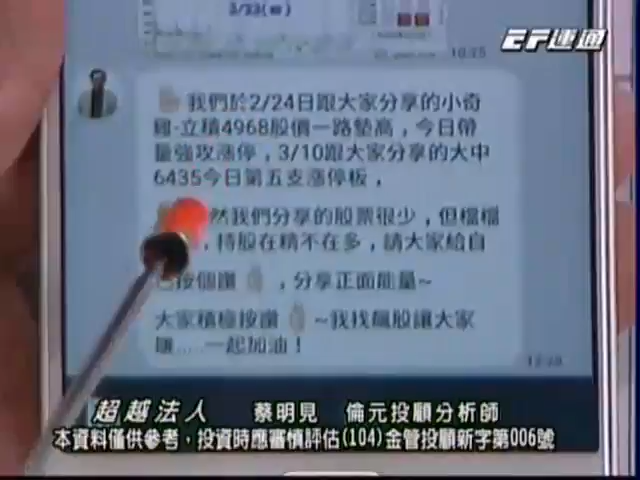 3/23(四)
10:25
EF連通
我們於2/24日跟大家分享的小奇
雞-立積4968股價一路墊高，今日帶
量強攻漲停，3/10跟大家分享的大中
6435今日第五支漲停板，
然我們分享的股票很少，但檔檔
，持股在精不在多，請大家給自
己按個讚，分享正面能量~
大家積極按讚~我找飆股讓大家
賺.....一起加油！
超越法人 蔡明見 倫元投顧分析師
本資料僅供參考，投資時應審慎評估(104)金管投顧新字第006號